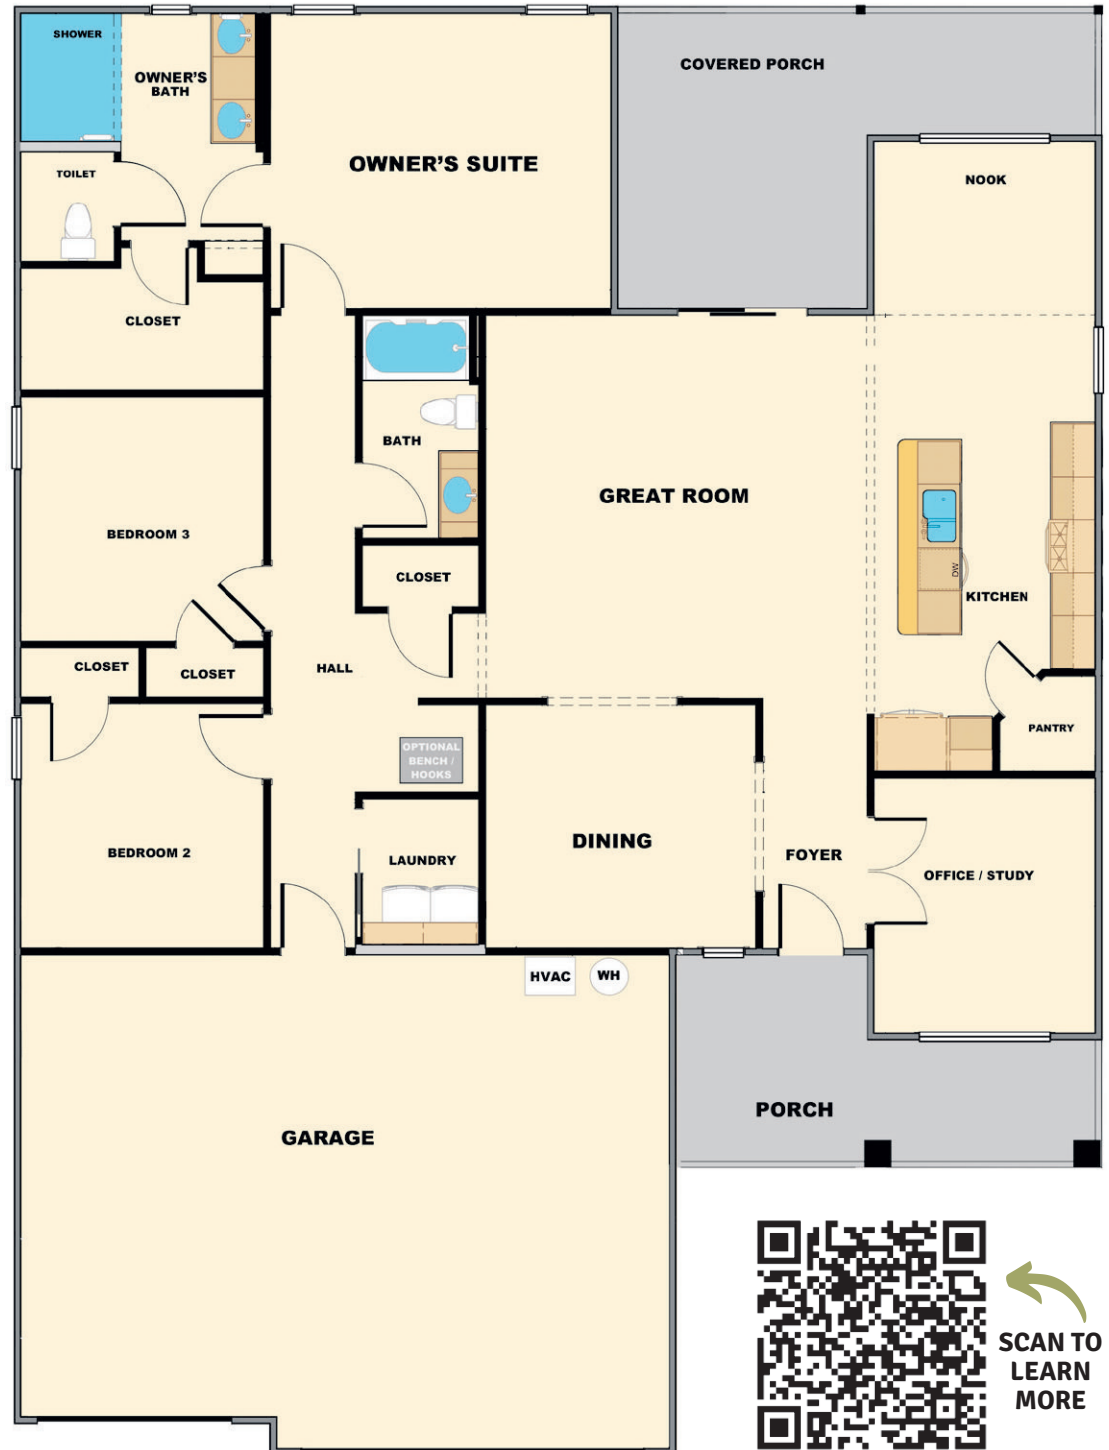 SHOWER
OWNER'S
BATH
COVERED PORCH
OWNER'S SUITE
TOILET
NOOK
CLOSET
BATH
GREAT ROOM
BEDROOM 3
CLOSET
DW
KITCHEN
CLOSET
CLOSET
HALL
PANTRY
OPTIONAL
BENCH /
HOOKS
DINING
BEDROOM 2
LAUNDRY
FOYER
OFFICE / STUDY
HVAC
WH
PORCH
GARAGE
SCAN TO
LEARN
MORE